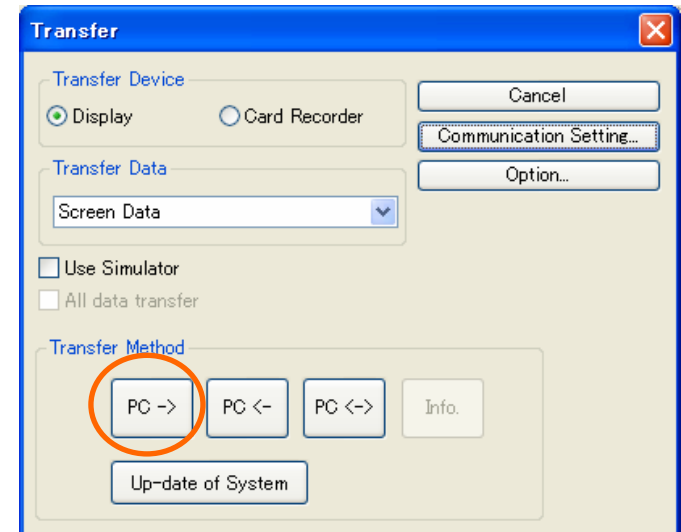 Transfer
Transfer Device
Display
Card Recorder
Cancel
Communication Setting...
Option...
Transfer Data
Screen Data
Use Simulator
All data transfer
Transfer Method
PC ->
PC <-
PC <->
Info.
Up-date of System